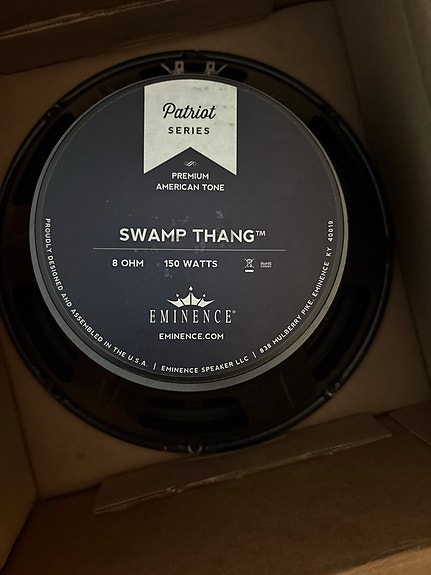 Patriot
SERIES
PREMIUM
AMERICAN TONE
SWAMP THANG™
8 OHM 150 WATTS
EMINENCE®
EMINENCE.COM
PROUDLY DESIGNED AND ASSEMBLED IN THE U.S.A. | EMINENCE SPEAKER LLC | 838 MULBERRY PIKE, EMINENCE, KY 40019